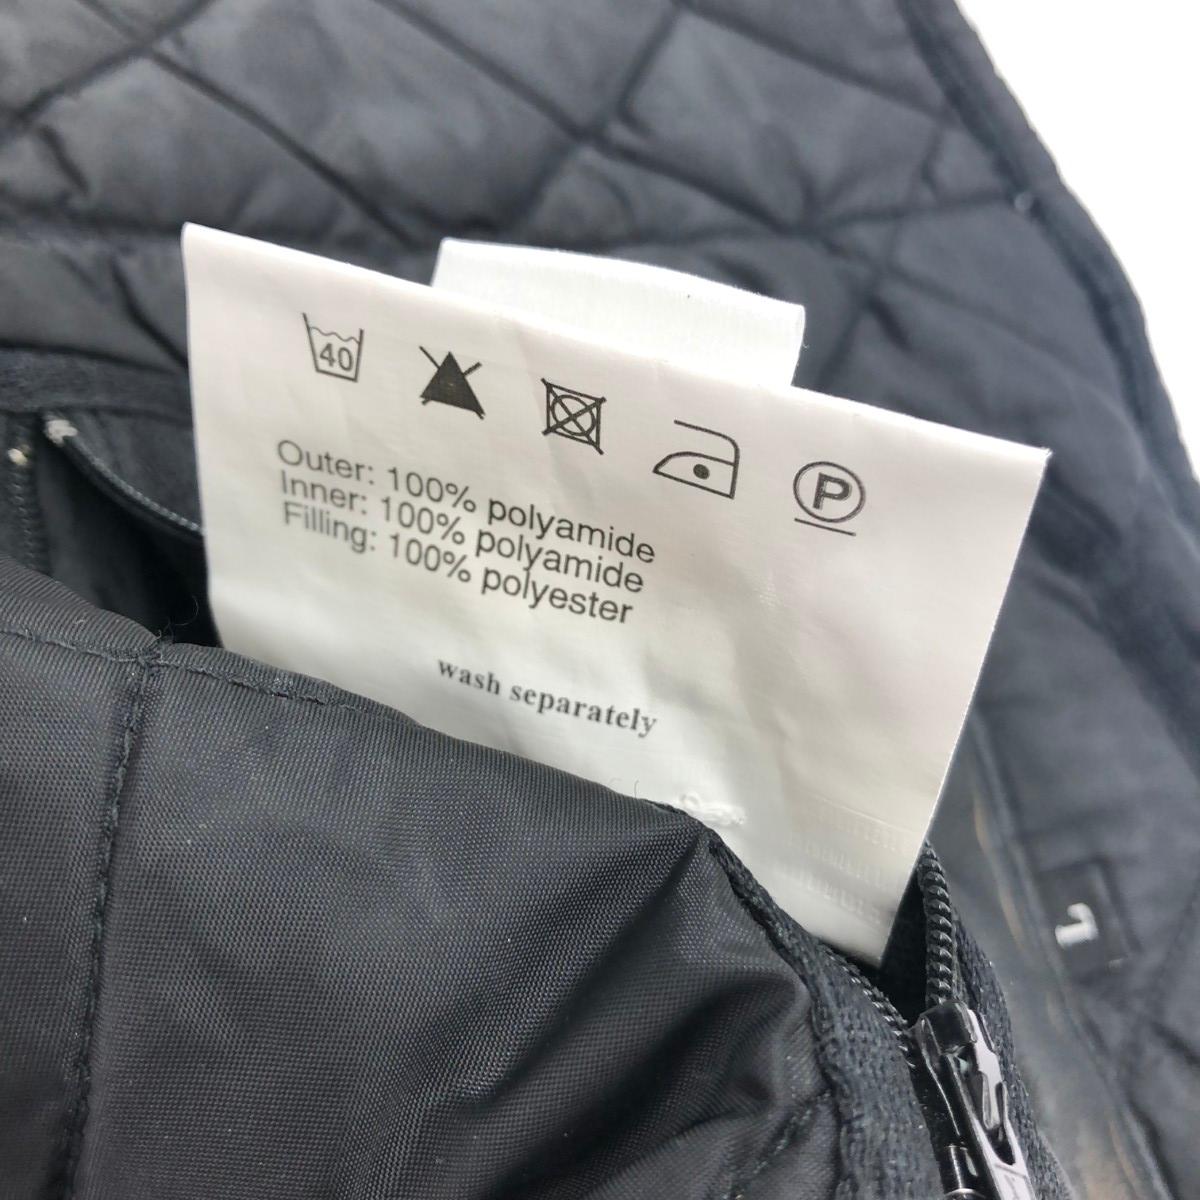 40
P
Outer: 100% polyamide
Inner: 100% polyamide
Filling: 100% polyester
wash separately
L